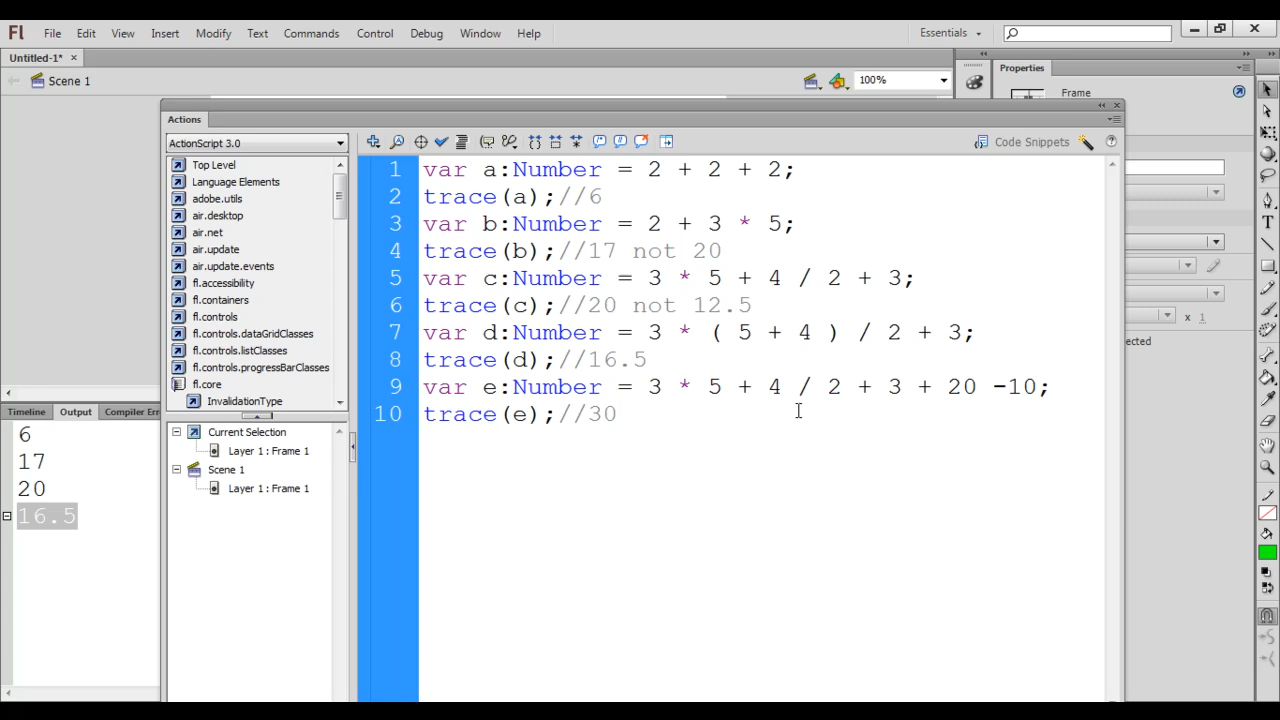 Fl File Edit View Insert Modify Text Commands Control Debug Window Help Essentials
Untitled-1* ×
Scene 1
100%
Properties
Frame
Actions
ActionScript 3.0
Code Snippets
Top Level
Language Elements
adobe.utils
air.desktop
air.net
air.update
air.update.events
fl.accessibility
fl.containers
fl.controls
fl.controls.dataGridClasses
fl.controls.listClasses
fl.controls.progressBarClasses
fl.core
InvalidationType
Current Selection
Layer 1 : Frame 1
Scene 1
Layer 1 : Frame 1
1 var a:Number = 2 + 2 + 2;
2 trace(a);//6
3 var b:Number = 2 + 3 * 5;
4 trace(b);//17 not 20
5 var c:Number = 3 * 5 + 4 / 2 + 3;
6 trace(c);//20 not 12.5
7 var d:Number = 3 * ( 5 + 4 ) / 2 + 3;
8 trace(d);//16.5
9 var e:Number = 3 * 5 + 4 / 2 + 3 + 20 -10;
10 trace(e);//30
x 1
ected
Timeline Output Compiler Er
6
17
20
16.5